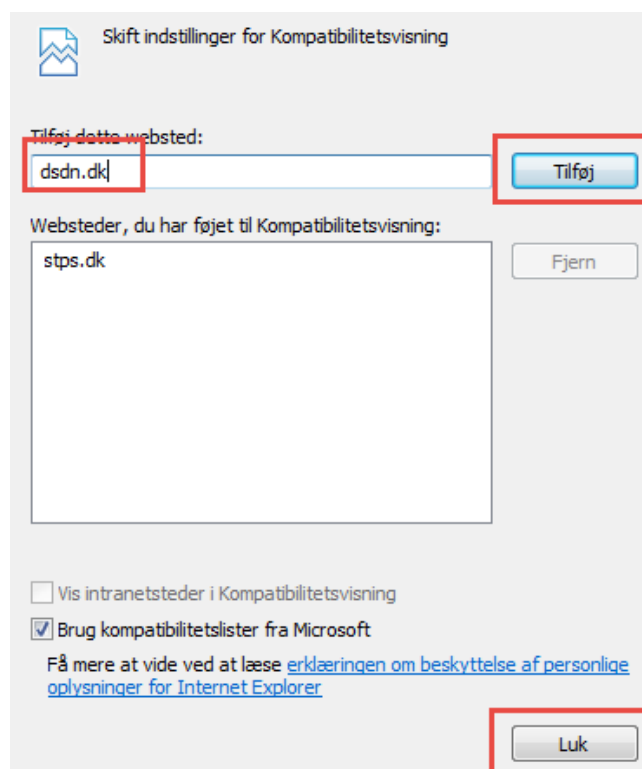 Skift indstillinger for Kompatibilitetsvisning
Tilføj dette websted:
dsdn.dk
Tilføj
Websteder, du har føjet til Kompatibilitetsvisning:
stps.dk
Fjern
Vis intranetsteder i Kompatibilitetsvisning
Brug kompatibilitetslister fra Microsoft
Få mere at vide ved at læse erklæringen om beskyttelse af personlige
oplysninger for Internet Explorer
Luk